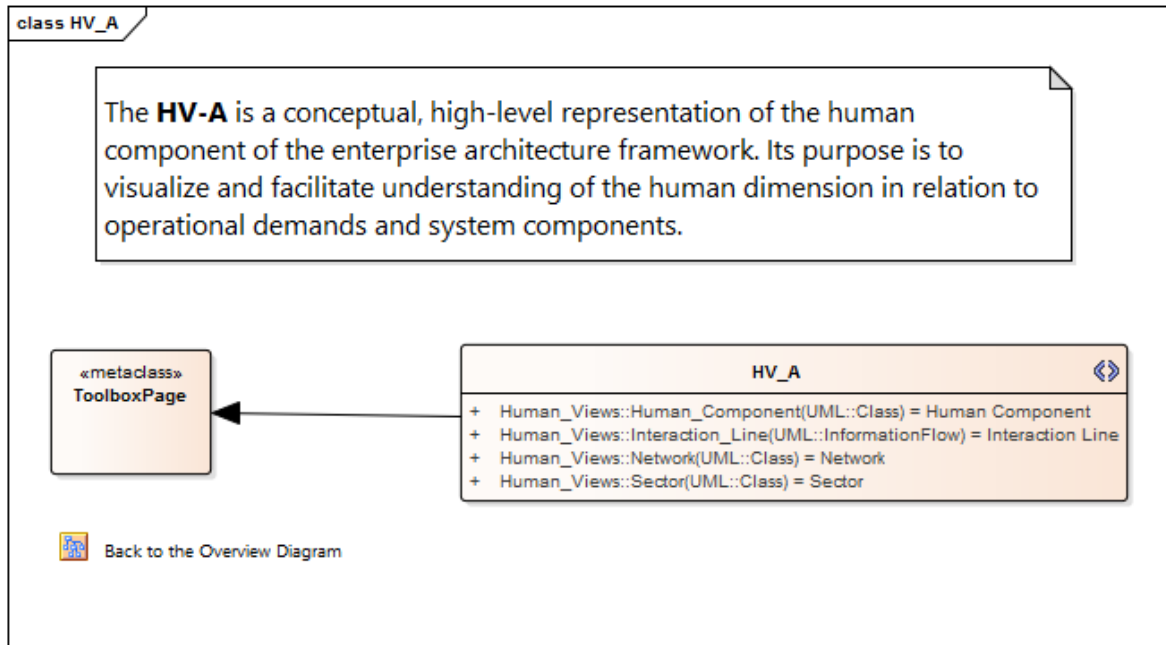 class HV_A
The HV-A is a conceptual, high-level representation of the human
component of the enterprise architecture framework. Its purpose is to
visualize and facilitate understanding of the human dimension in relation to
operational demands and system components.
«metaclass»
ToolboxPage
HV_A
+ Human_Views::Human_Component(UML::Class) = Human Component
+ Human_Views::Interaction_Line(UML::InformationFlow) = Interaction Line
+ Human_Views::Network(UML::Class) = Network
+ Human_Views::Sector(UML::Class) = Sector
Back to the Overview Diagram